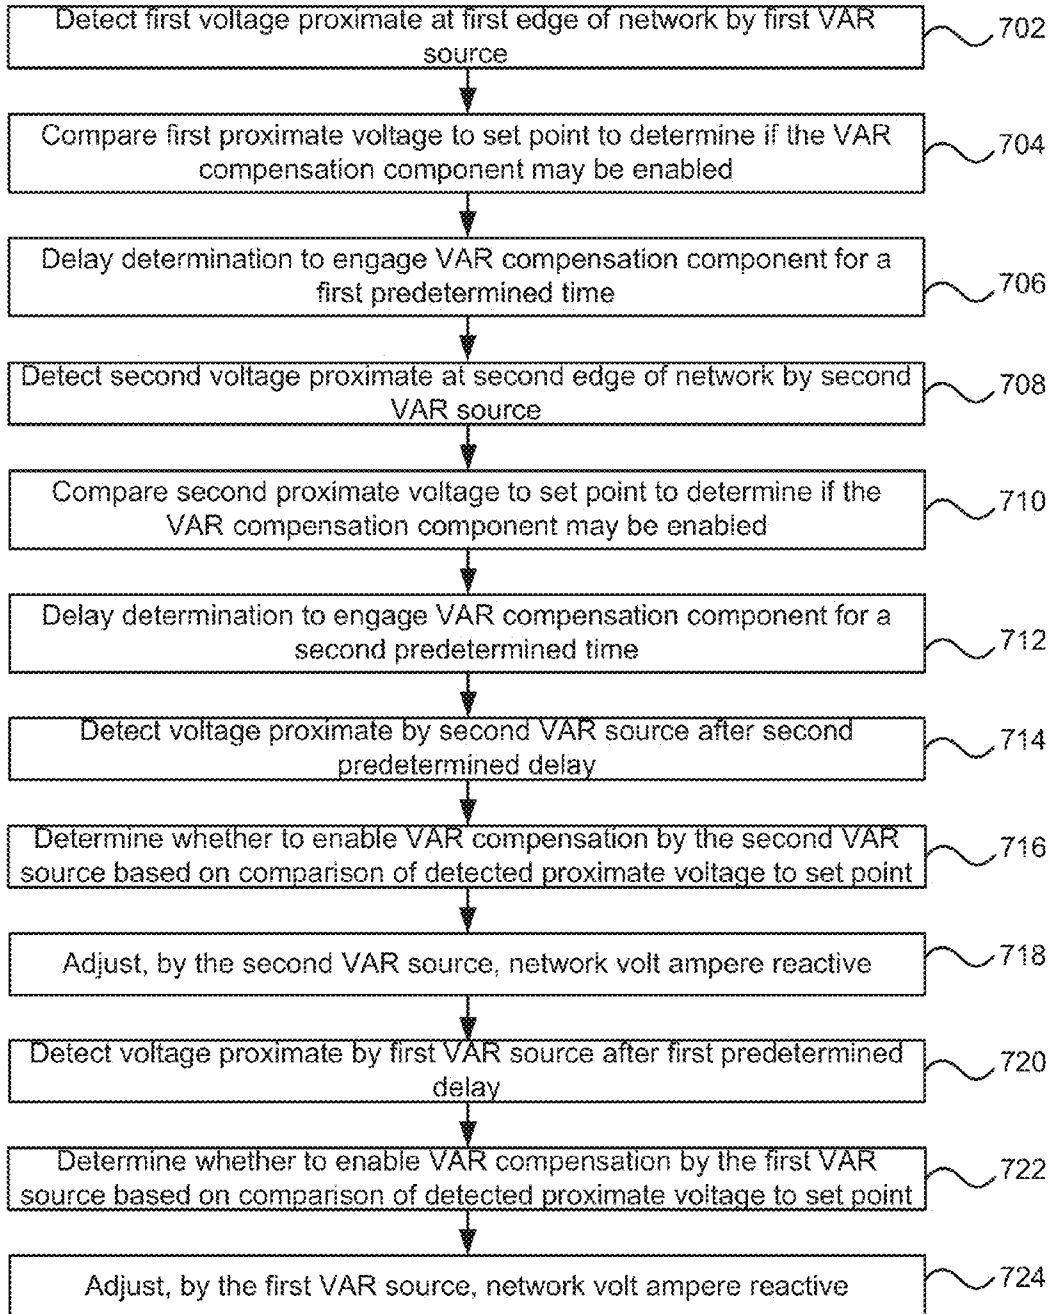 Detect first voltage proximate at first edge of network by first VAR
source
702
Compare first proximate voltage to set point to determine if the VAR
compensation component may be enabled
704
Delay determination to engage VAR compensation component for a
first predetermined time
706
Detect second voltage proximate at second edge of network by second
VAR source
708
Compare second proximate voltage to set point to determine if the
VAR compensation component may be enabled
710
Delay determination to engage VAR compensation component for a
second predetermined time
712
Detect voltage proximate by second VAR source after second
predetermined delay
714
Determine whether to enable VAR compensation by the second VAR
source based on comparison of detected proximate voltage to set point
716
Adjust, by the second VAR source, network volt ampere reactive
718
Detect voltage proximate by first VAR source after first predetermined
delay
720
Determine whether to enable VAR compensation by the first VAR
source based on comparison of detected proximate voltage to set point
722
Adjust, by the first VAR source, network volt ampere reactive
724